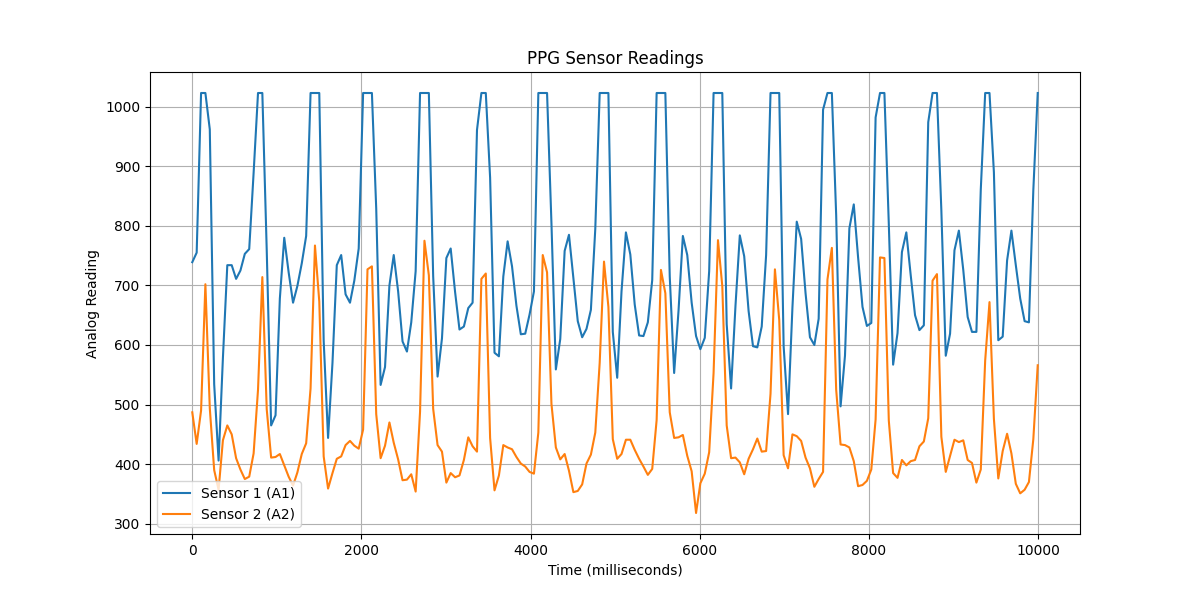 PPG Sensor Readings
Analog Reading
1000
900
800
700
600
500
400
300
Sensor 1 (A1)
Sensor 2 (A2)
0 2000 4000 6000 8000 10000
Time (milliseconds)